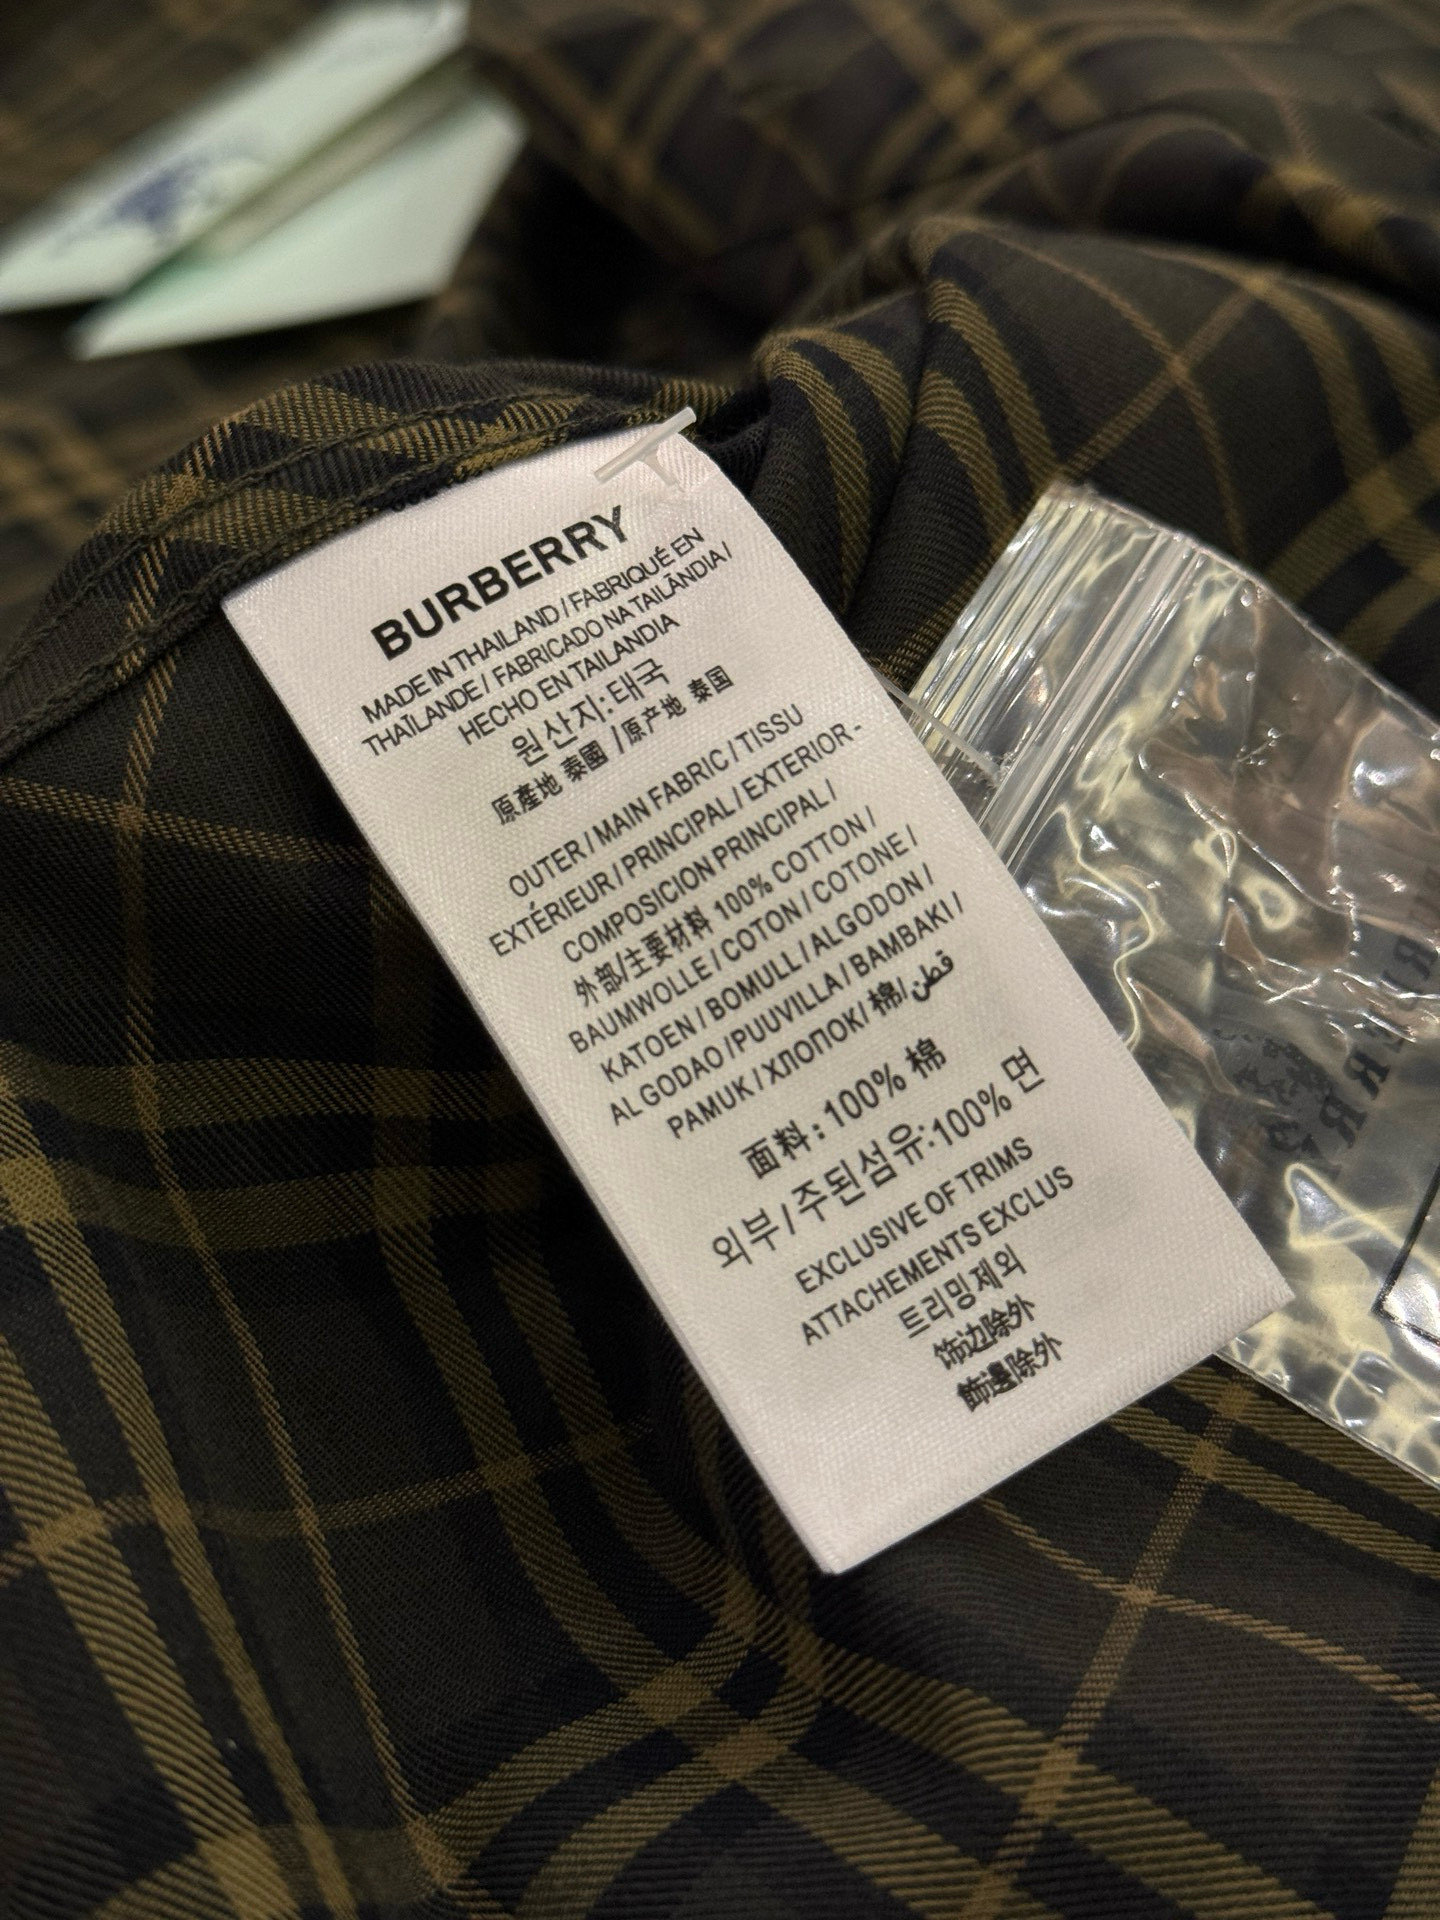 BURBERRY
MADE IN THAILAND / FABRIQUÉ EN
THAÏLANDE / FABRICADO NA TAILÂNDIA /
HECHO EN TAILANDIA
원산지:태국
原產地 泰國 / 原产地 泰国
OUTER / MAIN FABRIC / TISSU
EXTÉRIEUR / PRINCIPAL / EXTERIOR -
COMPOSICION PRINCIPAL /
外部/主要材料 100% COTTON /
BAUMWOLLE / COTON / COTONE /
KATOEN / BOMULL / ALGODON /
ALGODAO / PUUVILLA / BAMBAKI /
PAMUK / ХЛОПОК/ 棉/قطن
面料: 100% 棉
외부 / 주된섬유:100% 면
EXCLUSIVE OF TRIMS
ATTACHEMENTS EXCLUS
트리밍제외
饰边除外
飾邊除外